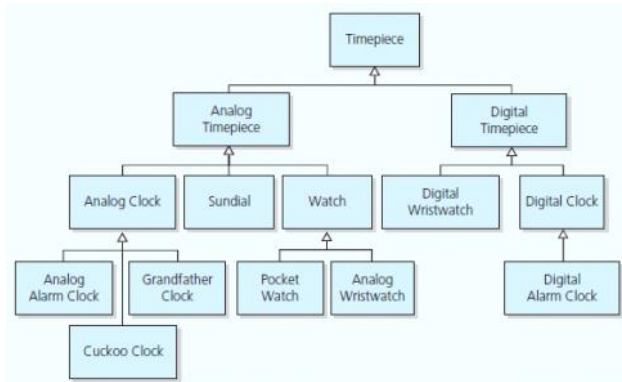 Timepiece
Analog
Timepiece
Digital
Timepiece
Analog Clock
Sundial
Watch
Digital
Wristwatch
Digital Clock
Analog
Alarm Clock
Grandfather
Clock
Pocket
Watch
Analog
Wristwatch
Digital
Alarm Clock
Cuckoo Clock